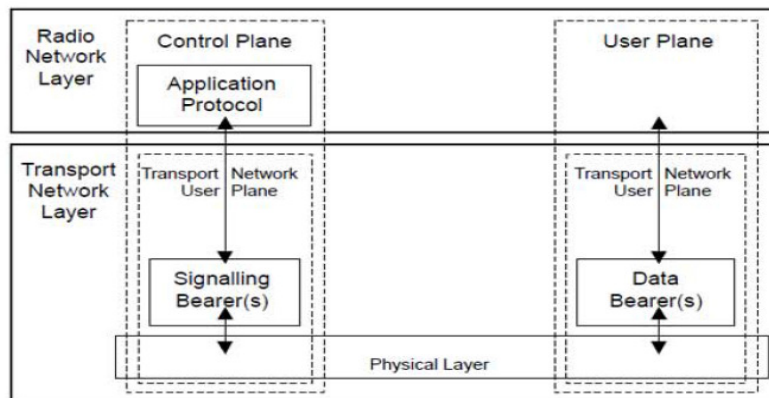 Radio
Network
Layer
Control Plane
User Plane
Application
Protocol
Transport
Network
Layer
Transport Network
User Plane
Transport Network
User Plane
Signalling
Bearer(s)
Data
Bearer(s)
Physical Layer